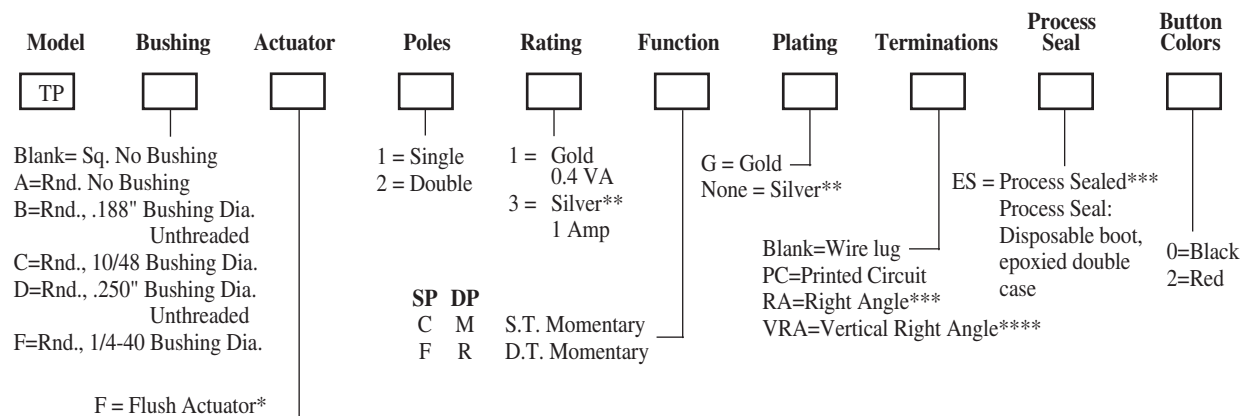 Model Bushing Actuator Poles Rating Function Plating Terminations Process Seal Button Colors
TP
Blank= Sq. No Bushing
A=Rnd. No Bushing
B=Rnd., .188" Bushing Dia.
Unthreaded
C=Rnd., 10/48 Bushing Dia.
D=Rnd., .250" Bushing Dia.
Unthreaded
F=Rnd., 1/4-40 Bushing Dia.
F = Flush Actuator*
1 = Single
2 = Double
1 = Gold
0.4 VA
3 = Silver**
1 Amp
SP DP
C M S.T. Momentary
F R D.T. Momentary
G = Gold
None = Silver**
Blank=Wire lug
PC=Printed Circuit
RA=Right Angle***
VRA=Vertical Right Angle****
ES = Process Sealed***
Process Seal:
Disposable boot,
epoxied double
case
0=Black
2=Red